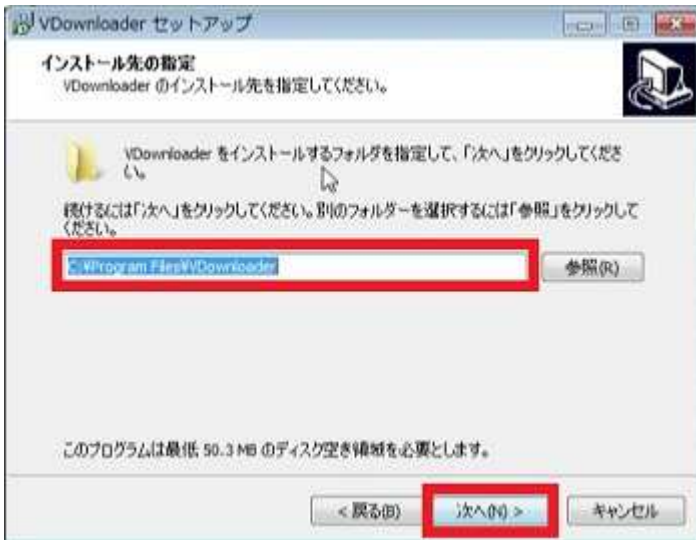 VDownloader セットアップ
インストール先の指定
VDownloader のインストール先を指定してください。
VDownloader をインストールするフォルダを指定して、「次へ」をクリックしてくださ
い。
続けるには「次へ」をクリックしてください。別のフォルダーを選択するには「参照」をクリックして
ください。
C:¥Program Files¥VDownloader
参照(R)
このプログラムは最低 50.3 MB のディスク空き領域を必要とします。
< 戻る(B)
次へ(N) >
キャンセル